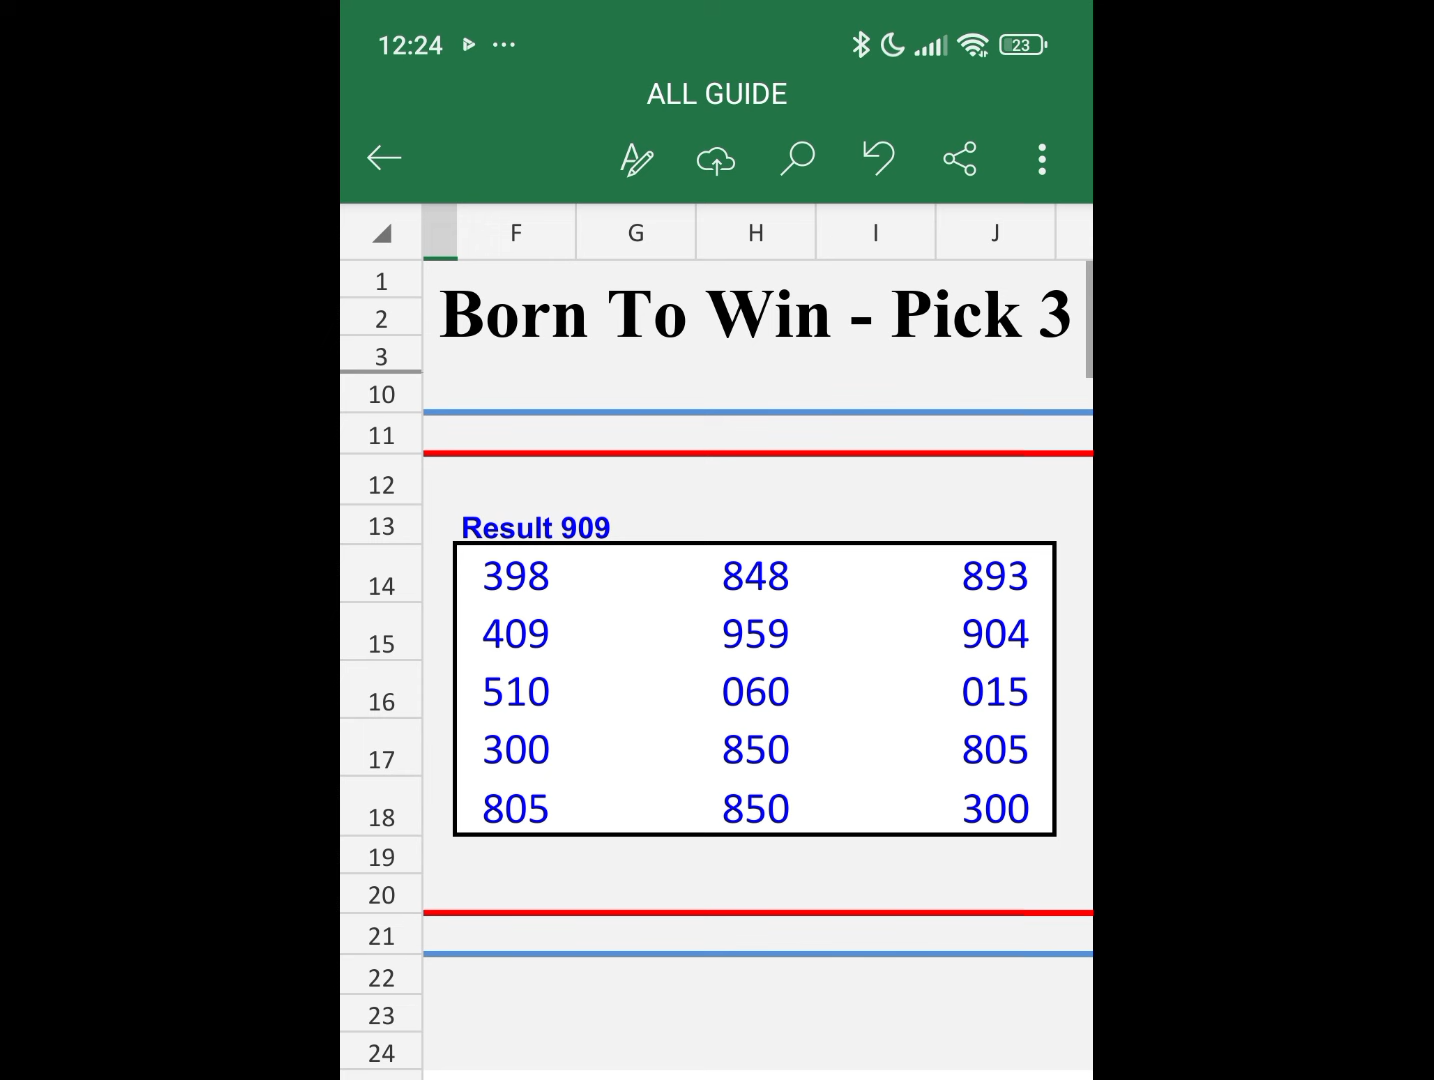 12:24 23
ALL GUIDE
F G H I J
1
Born To Win - Pick 3
2
3
10
11
12
13 Result 909
14 398 848 893
15 409 959 904
16 510 060 015
17 300 850 805
18 805 850 300
19
20
21
22
23
24